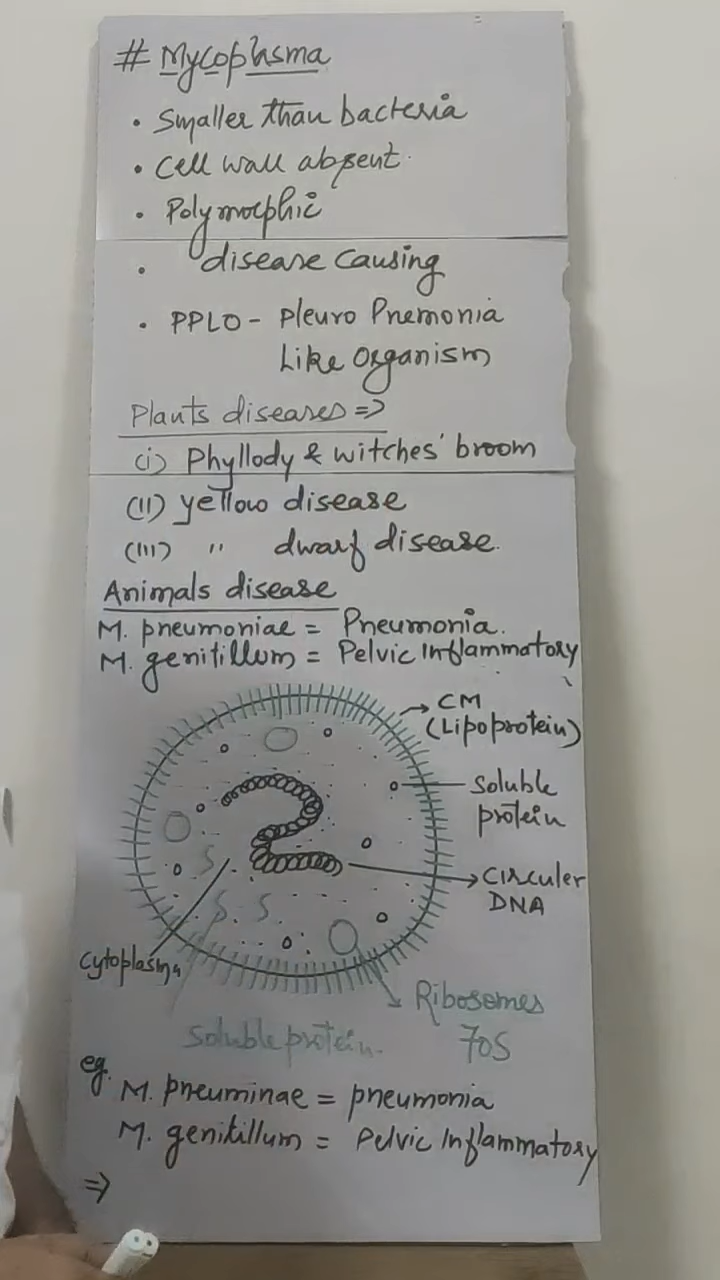 # Mycoplasma
• Smaller than bacteria
• Cell wall absent.
• Polymorphic
• disease causing
• PPLO - Pleuro Pnemonia
Like Organism
Plants diseases =>
(i) Phyllody & witches' broom
(II) yellow disease
(III) " dwarf disease.
Animals disease
M. pneumoniae = Pneumonia.
M. genitillum = Pelvic Inflammatory
CM
(Lipoprotein)
Soluble
protein
Circuler
DNA
Cytoplasma
Ribosomes
70S
Soluble protein.
eg.
M. pneuminae = pneumonia
M. genitillum = Pelvic Inflammatory
=>